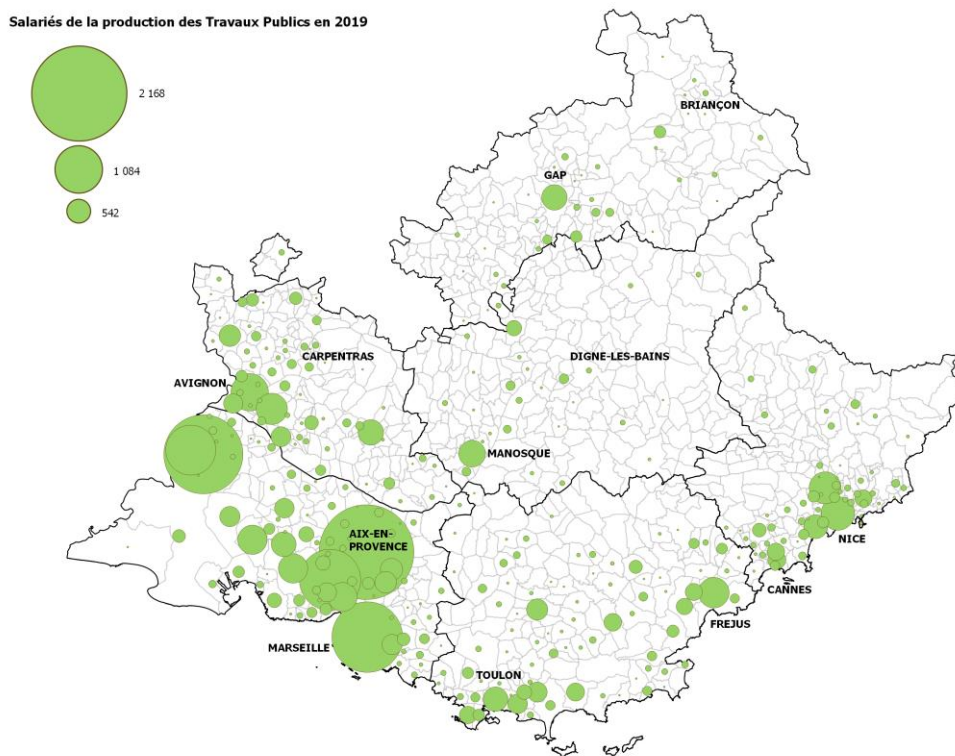 Salariés de la production des Travaux Publics en 2019
2 168
1 084
542
BRIANÇON
GAP
CARPENTRAS
DIGNE-LES-BAINS
AVIGNON
MANOSQUE
AIX-EN-
PROVENCE
NICE
CANNES
FREJUS
MARSEILLE
TOULON